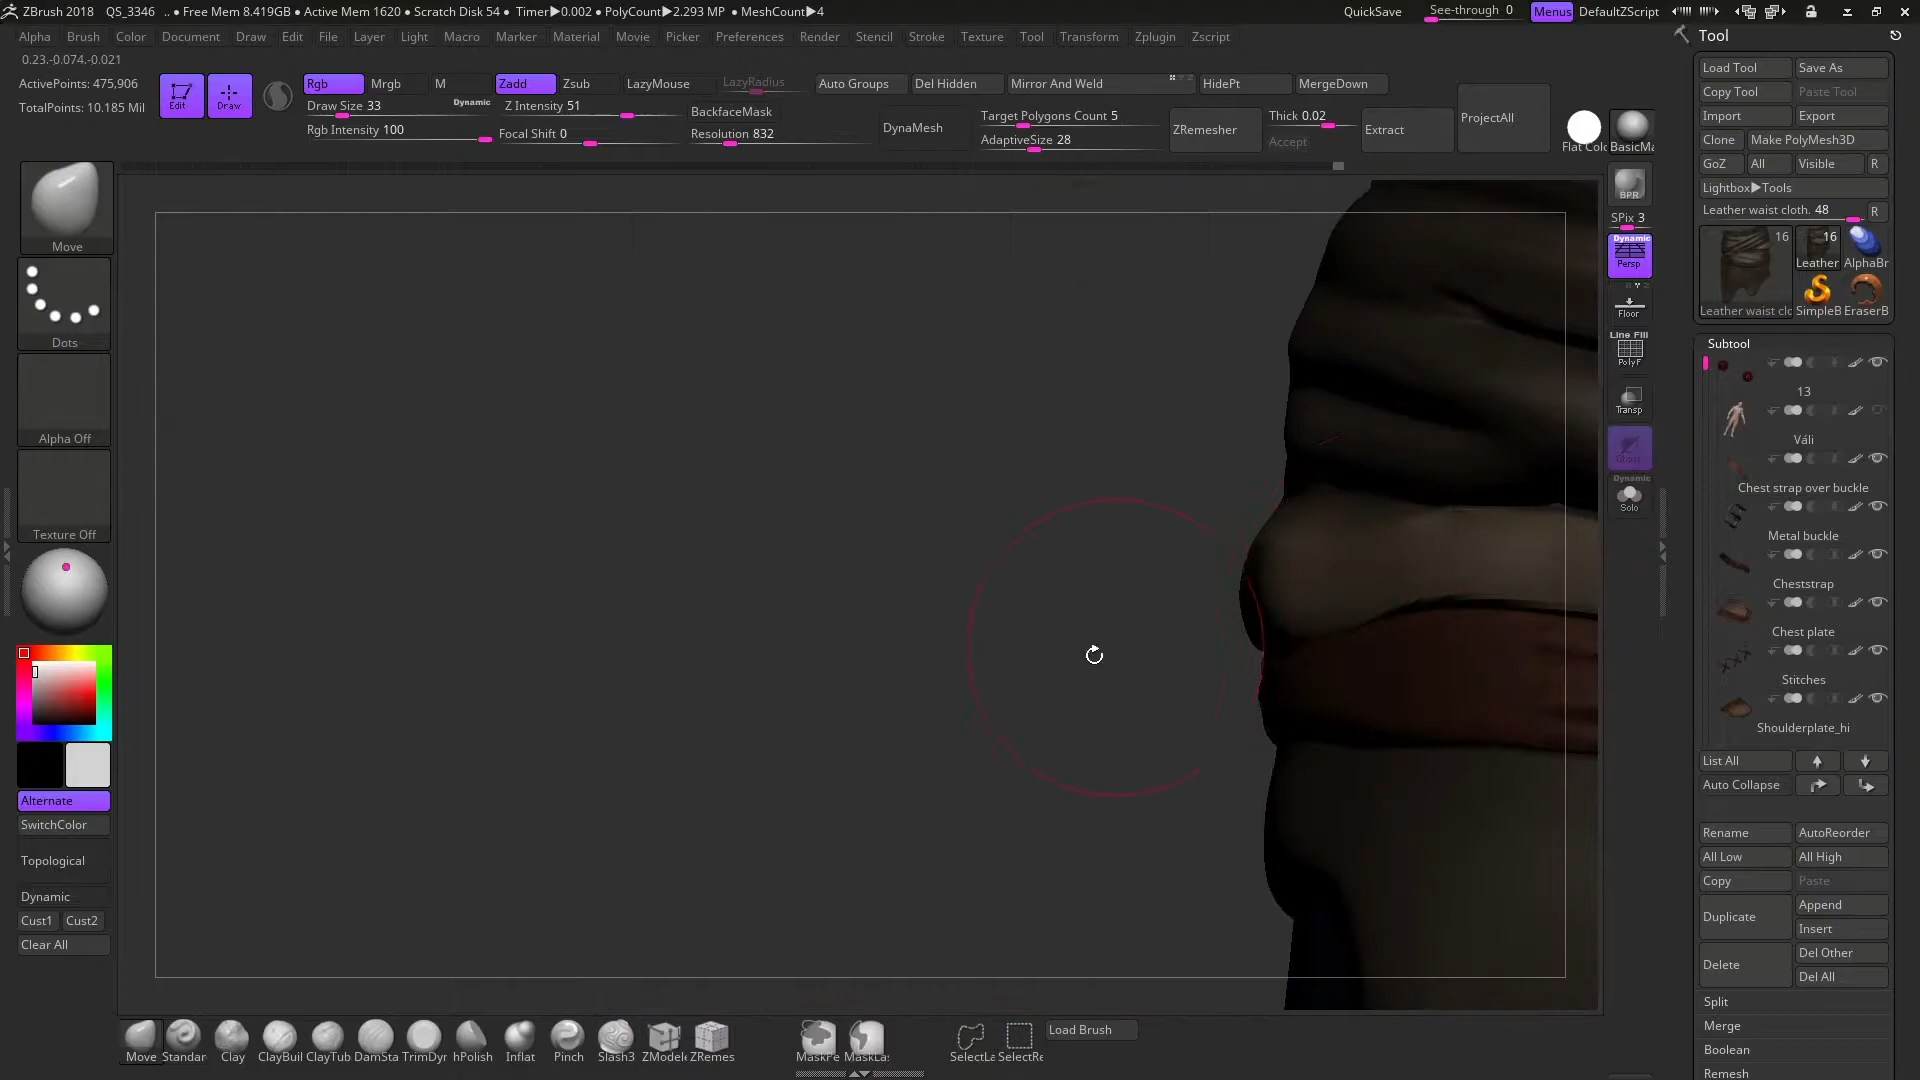 ZBrush 2018 QS_3346 .. • Free Mem 8.419GB • Active Mem 1620 • Scratch Disk 54 • Timer▶0.002 • PolyCount▶2.293 MP • MeshCount▶4 QuickSave See-through 0 Menus DefaultZScript
Alpha Brush Color Document Draw Edit File Layer Light Macro Marker Material Movie Picker Preferences Render Stencil Stroke Texture Tool Transform Zplugin Zscript
0.23.-0.074.-0.021
ActivePoints: 475,906
TotalPoints: 10.185 Mil
Edit
Draw
Rgb Mrgb M Zadd Zsub LazyMouse LazyRadius Auto Groups Del Hidden Mirror And Weld HidePt MergeDown
Draw Size 33 Dynamic Z Intensity 51 BackfaceMask DynaMesh Target Polygons Count 5 ZRemesher Thick 0.02 Extract ProjectAll
Rgb Intensity 100 Focal Shift 0 Resolution 832 AdaptiveSize 28 Accept
Flat Colo BasicMa
Move
Dots
Alpha Off
Texture Off
Alternate
SwitchColor
Topological
Dynamic
Cust1 Cust2
Clear All
BPR
SPix 3
Dynamic
Persp
Floor
Line Fill
PolyF
Transp
Ghost
Dynamic
Solo
Move Standar Clay ClayBuil ClayTub DamSta TrimDyr hPolish Inflat Pinch Slash3 ZModele ZRemes MaskPe MaskLa: SelectLa SelectRe Load Brush
Tool
Load Tool Save As
Copy Tool Paste Tool
Import Export
Clone Make PolyMesh3D
GoZ All Visible R
Lightbox▶Tools
Leather waist cloth. 48 R
16 16
Leather AlphaBr
Leather waist clo SimpleB EraserB
Subtool
13
Váli
Chest strap over buckle
Metal buckle
Cheststrap
Chest plate
Stitches
Shoulderplate_hi
List All
Auto Collapse
Rename AutoReorder
All Low All High
Copy Paste
Duplicate Append
Insert
Delete Del Other
Del All
Split
Merge
Boolean
Remesh